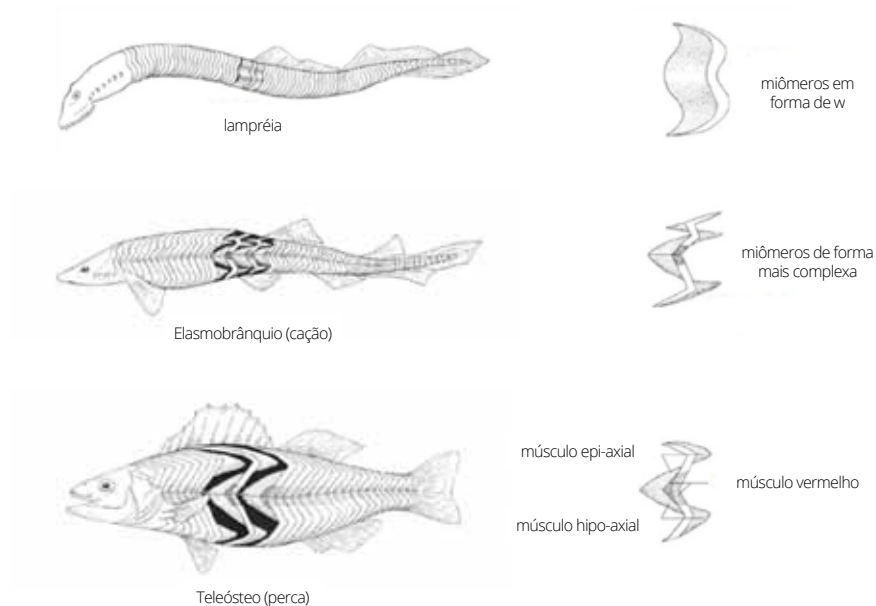 lampréia
miômeros em
forma de w
Elasmobrânquio (cação)
miômeros de forma
mais complexa
músculo epi-axial
músculo vermelho
músculo hipo-axial
Teleósteo (perca)